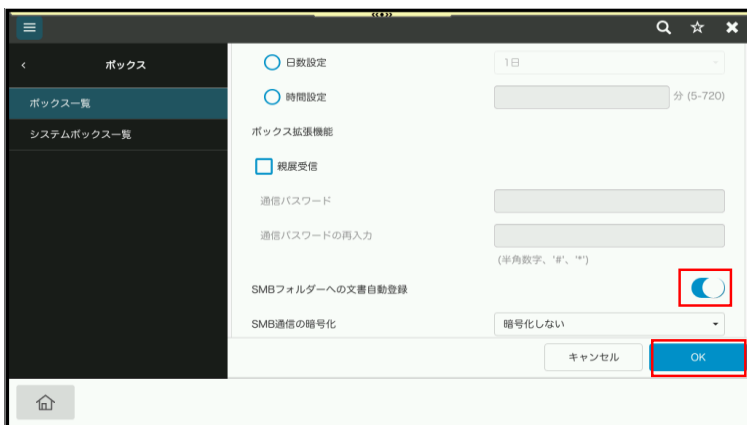 ボックス
ボックス一覧
システムボックス一覧
日数設定
1日
時間設定
分 (5-720)
ボックス拡張機能
親展受信
通信パスワード
通信パスワードの再入力
(半角数字、'#'、'*')
SMBフォルダーへの文書自動登録
SMB通信の暗号化
暗号化しない
キャンセル
OK